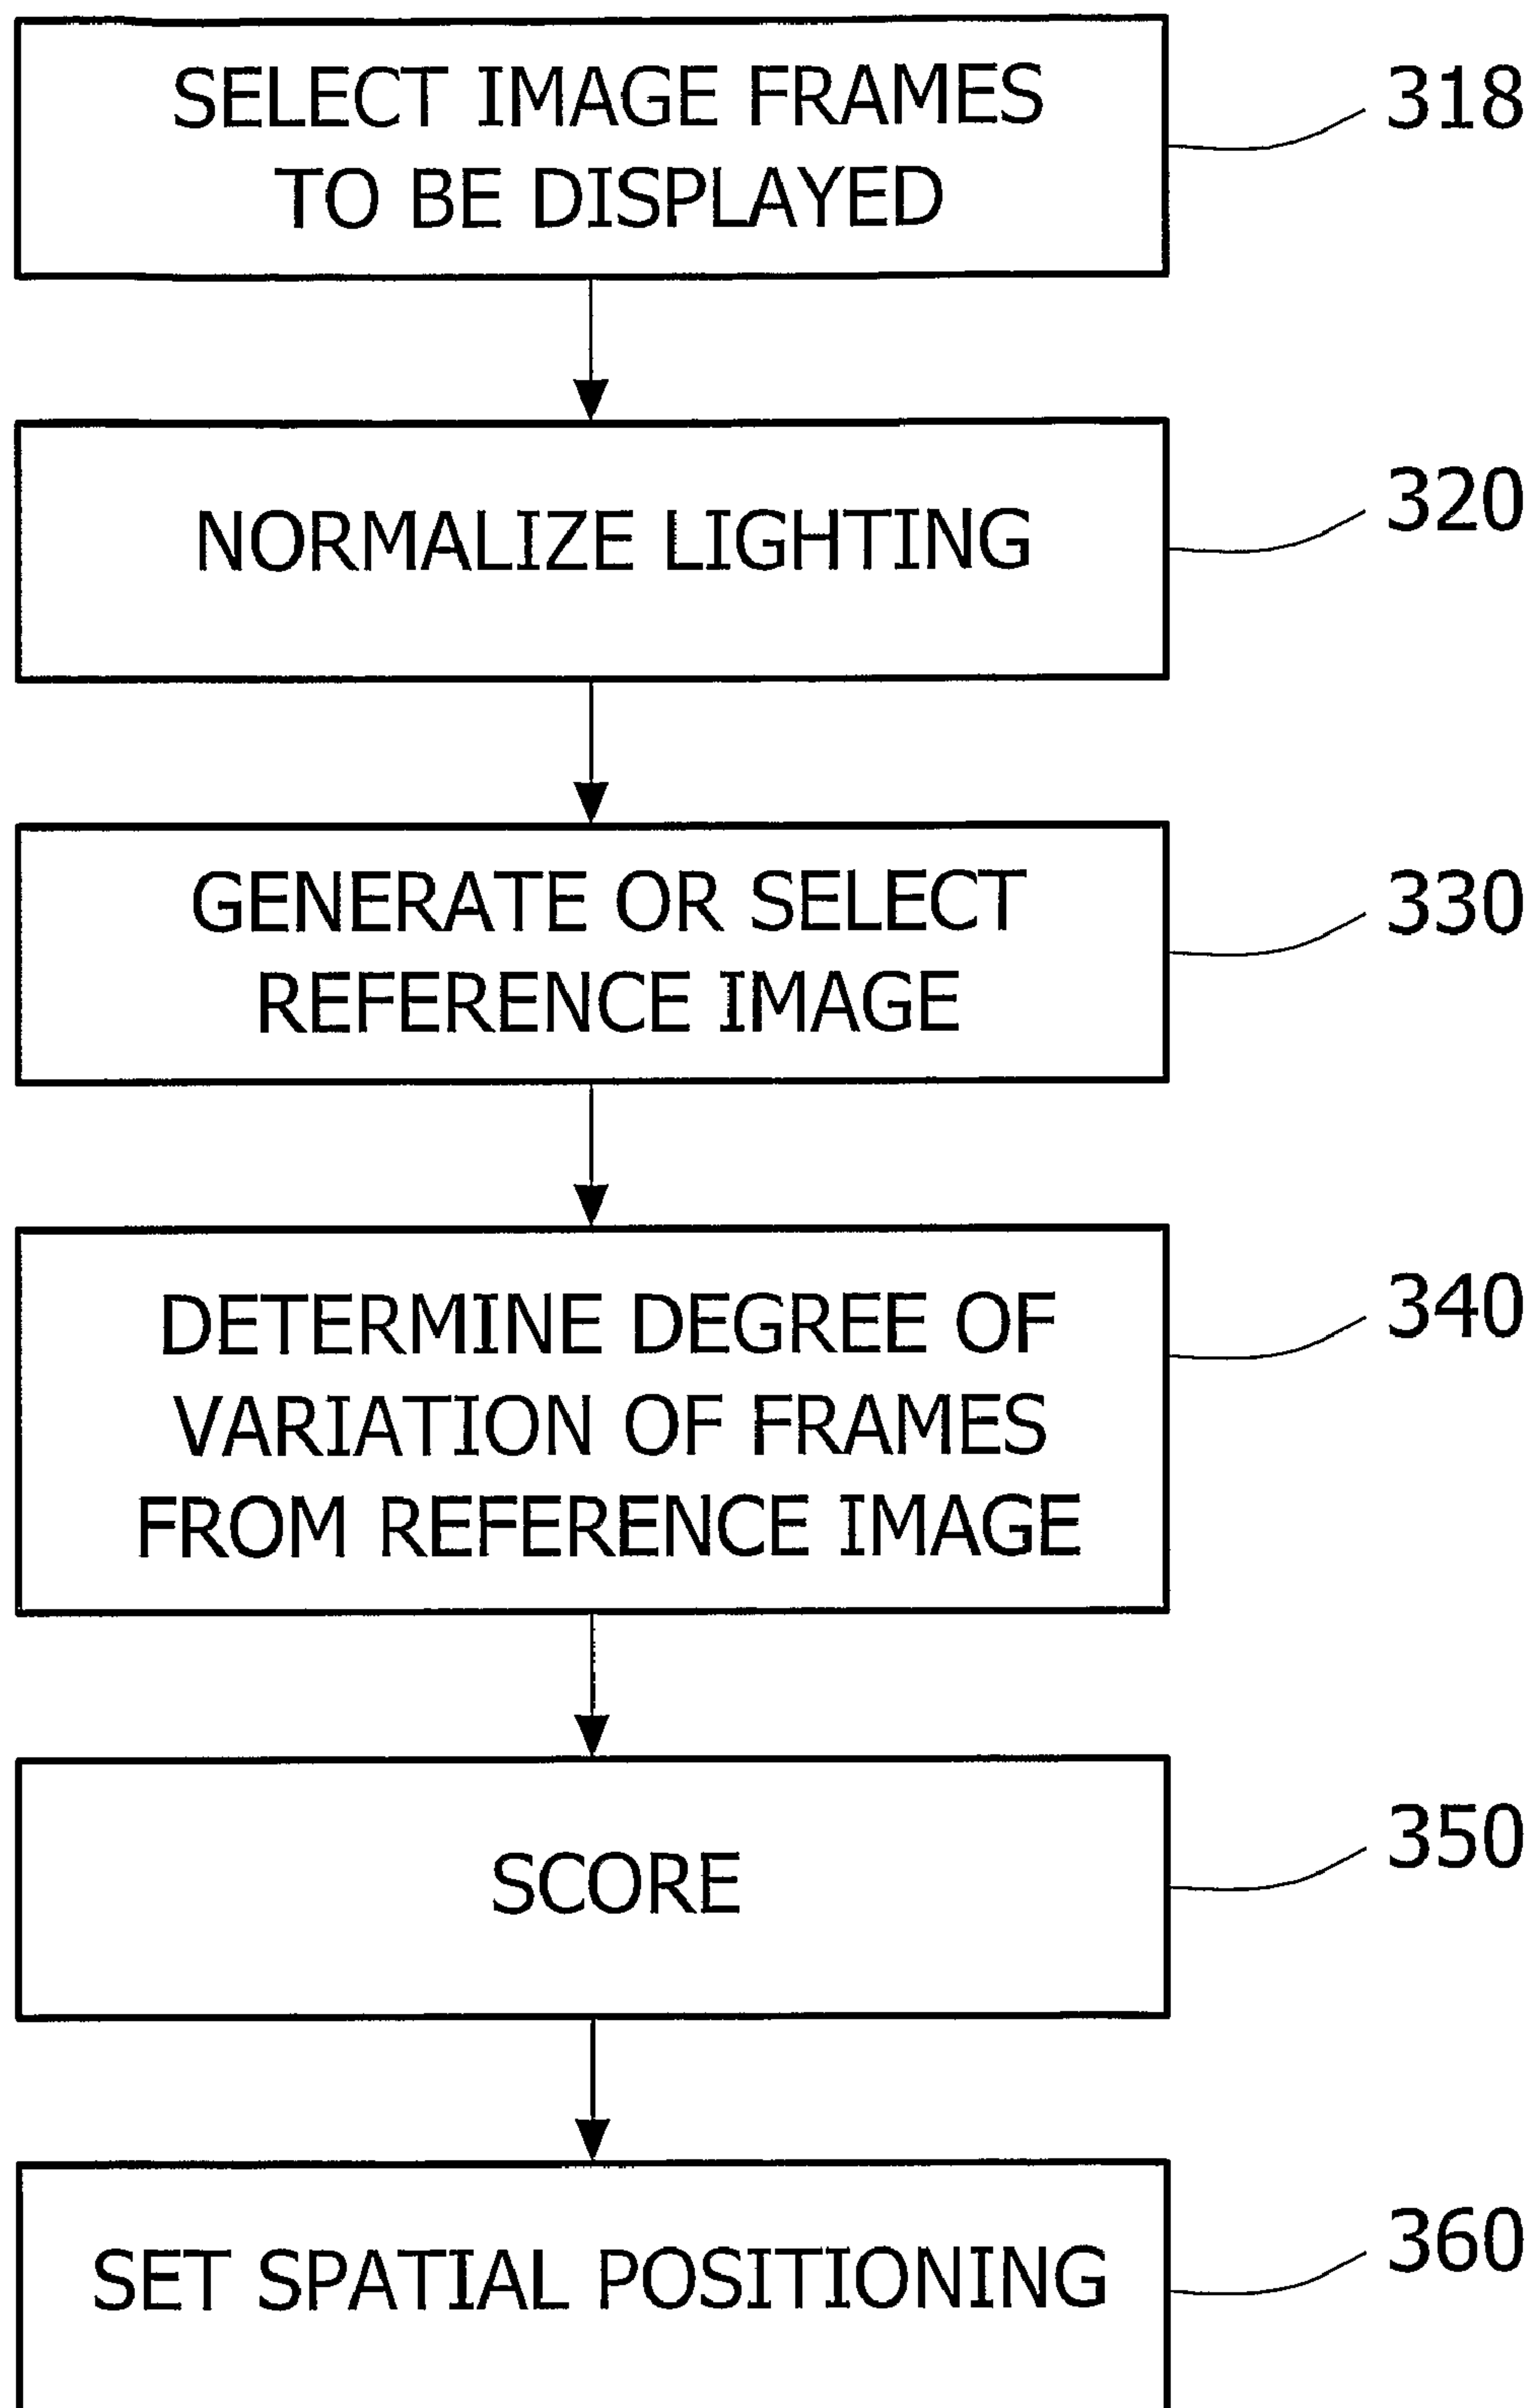 SELECT IMAGE FRAMES
TO BE DISPLAYED
318
NORMALIZE LIGHTING
320
GENERATE OR SELECT
REFERENCE IMAGE
330
DETERMINE DEGREE OF
VARIATION OF FRAMES
FROM REFERENCE IMAGE
340
SCORE
350
SET SPATIAL POSITIONING
360